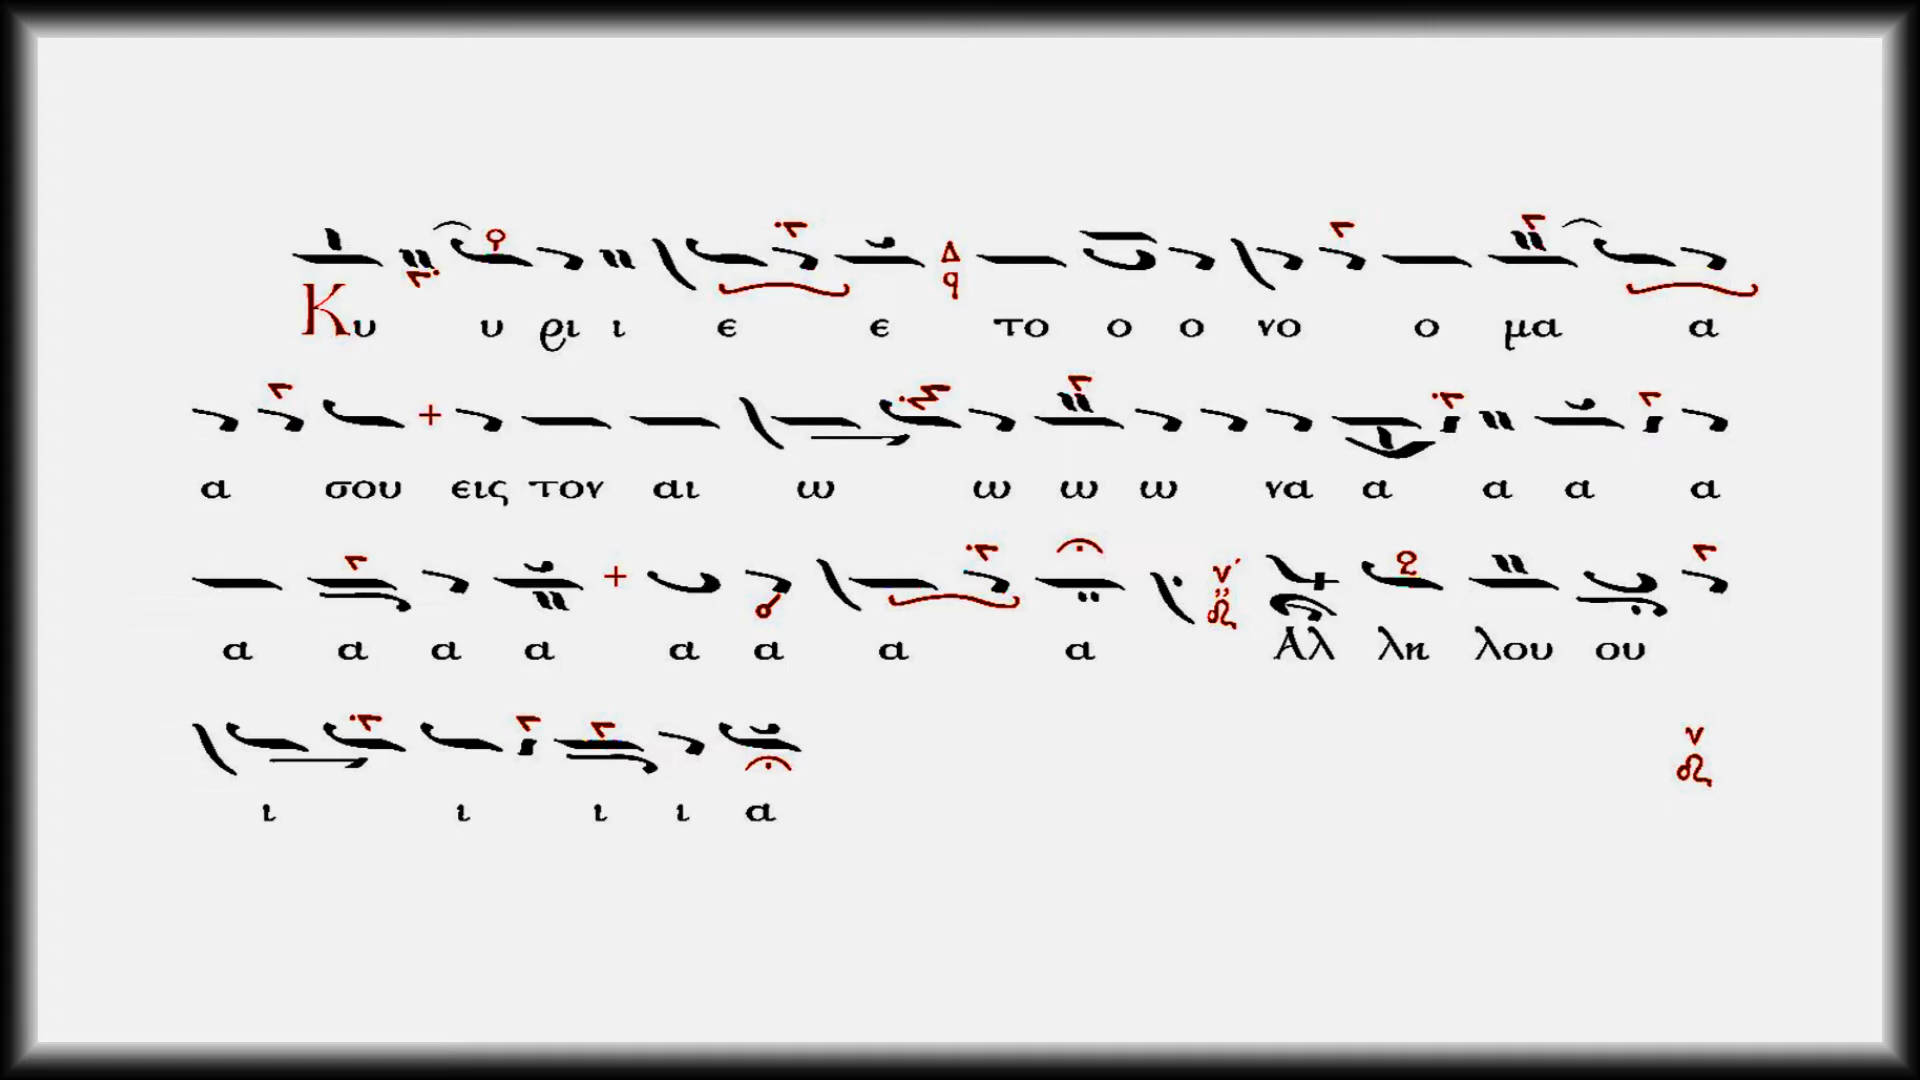 Κυ υ ρι ι ε ε το ο ο νο ο μα α
α σου εις τον αι ω ω ω ω να α α α α
α α α α α α α α Αλ λη λου ου
ι ι ι ι α